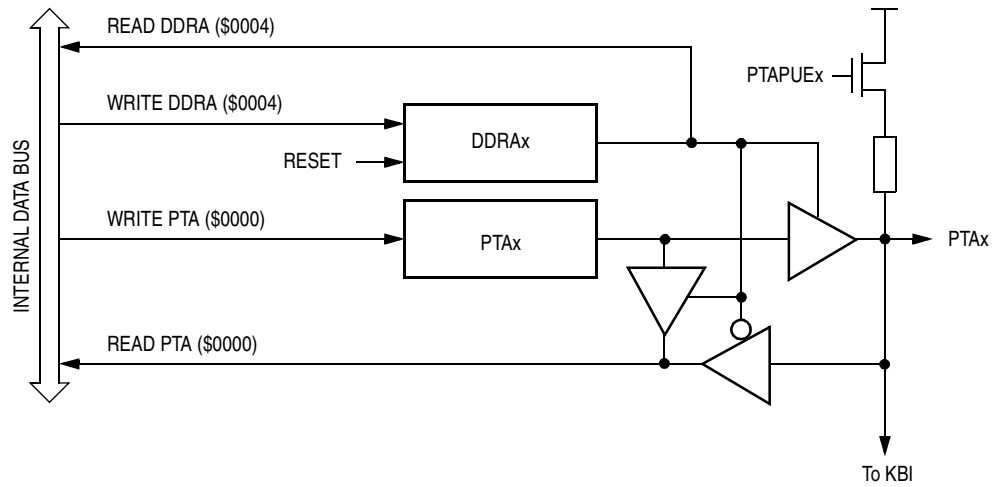 READ DDRA ($0004)
PTAPUEx
WRITE DDRA ($0004)
DDRAx
RESET
INTERNAL DATA BUS
WRITE PTA ($0000)
PTAx
PTAx
READ PTA ($0000)
To KBI